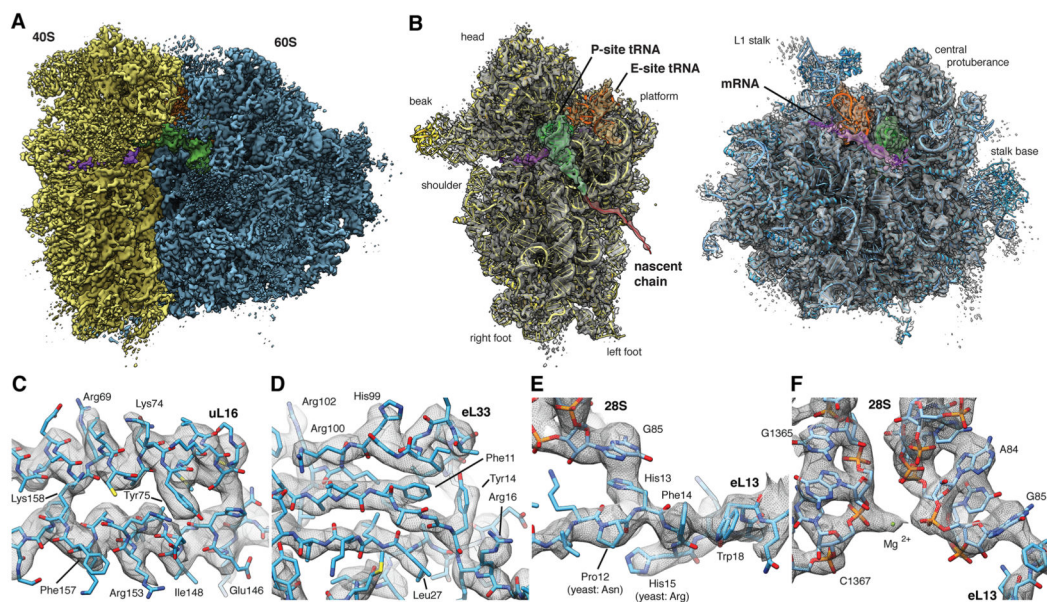 A
40S
60S
B
head
P-site tRNA
E-site tRNA
platform
beak
shoulder
nascent
chain
right foot
left foot
L1 stalk
central
protuberance
mRNA
stalk base
C
Arg69
Lys74
uL16
Lys158
Tyr75
Phe157
Arg153
Ile148
Glu146
D
Arg102
His99
eL33
Arg100
Phe11
Tyr14
Arg16
Leu27
E
28S
G85
His13
Phe14
eL13
Trp18
Pro12
(yeast: Asn)
His15
(yeast: Arg)
F
28S
G1365
A84
G85
Mg 2+
C1367
eL13